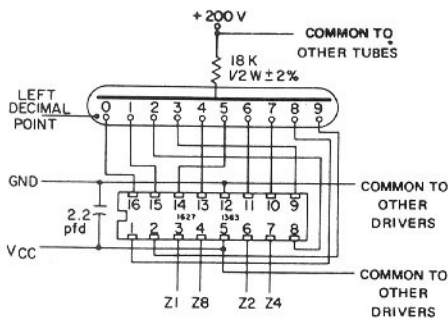 +200 V
COMMON TO
OTHER TUBES
18 K
1/2 W ± 2%
LEFT
DECIMAL
POINT
0 1 2 3 4 5 6 7 8 9
GND
COMMON TO
OTHER
DRIVERS
16 15 14 13 12 11 10 9
2.2
pfd
1627 1363
VCC
1 2 3 4 5 6 7 8
COMMON TO
OTHER
DRIVERS
Z1 Z8 Z2 Z4